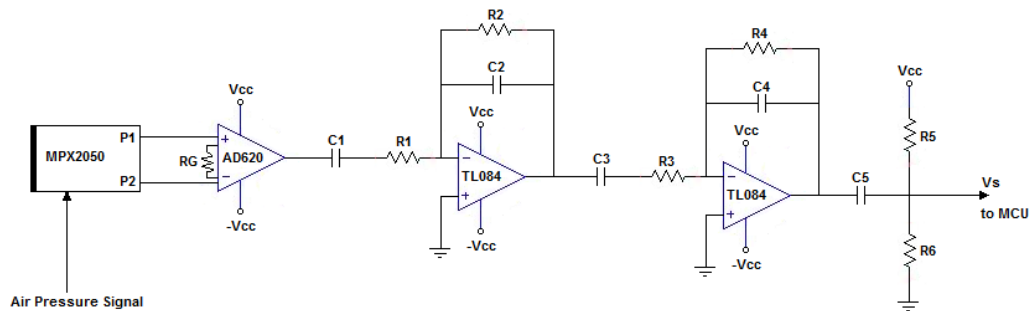 R2
R4
C2
C4
Vcc
Vcc
Vcc
Vcc
MPX2050
P1
P2
RG
+
AD620
−
-Vcc
C1
R1
−
TL084
+
-Vcc
C3
R3
−
TL084
+
-Vcc
C5
R5
R6
Vs
to MCU
Air Pressure Signal